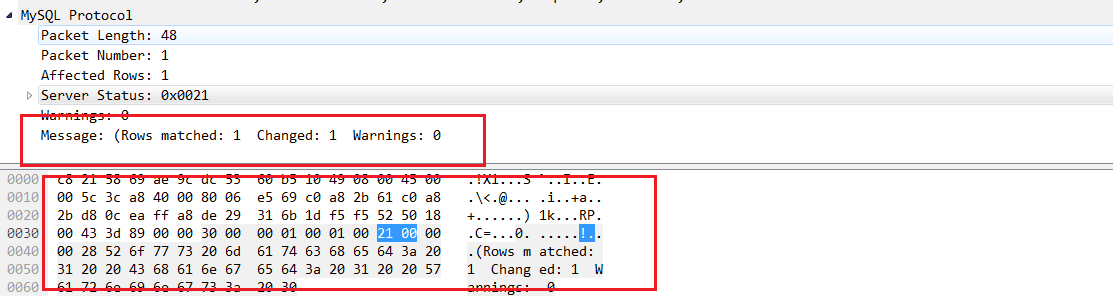 MySQL Protocol
Packet Length: 48
Packet Number: 1
Affected Rows: 1
Server Status: 0x0021
Warnings: 0
Message: (Rows matched: 1  Changed: 1  Warnings: 0
0000 c8 21 58 69 ae 9c dc 55 60 b5 10 49 08 00 45 00 .!Xi...U `..I..E.
0010 00 5c 3c a8 40 00 80 06 e5 69 c0 a8 2b 61 c0 a8 .\<.@... .i..+a..
0020 2b d8 0c ea ff a8 de 29 31 6b 1d f5 f5 52 50 18 +......) 1k...RP.
0030 00 43 3d 89 00 00 30 00 00 01 00 01 00 21 00 00 .C=...0. .....!..
0040 00 28 52 6f 77 73 20 6d 61 74 63 68 65 64 3a 20 .(Rows m atched:
0050 31 20 20 43 68 61 6e 67 65 64 3a 20 31 20 20 57 1  Chang ed: 1  W
0060 61 72 6e 69 6e 67 73 3a 20 30 arnings:  0